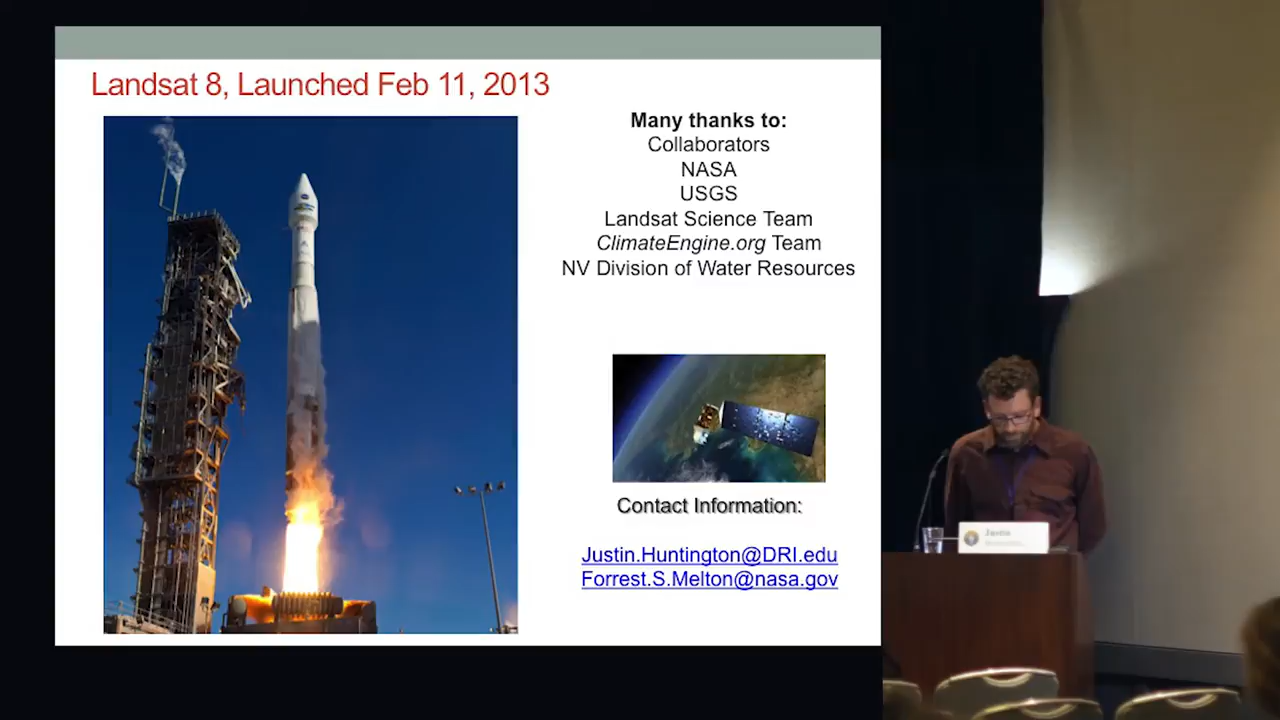 Landsat 8, Launched Feb 11, 2013
Many thanks to:
Collaborators
NASA
USGS
Landsat Science Team
ClimateEngine.org Team
NV Division of Water Resources
Contact Information:
Justin.Huntington@DRI.edu
Forrest.S.Melton@nasa.gov